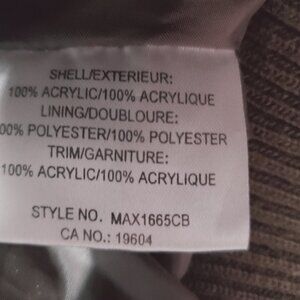 SHELL/EXTERIEUR:
100% ACRYLIC/100% ACRYLIQUE
LINING/DOUBLOURE:
00% POLYESTER/100% POLYESTER
TRIM/GARNITURE:
100% ACRYLIC/100% ACRYLIQUE
STYLE NO. MAX1665CB
CA NO.: 19604